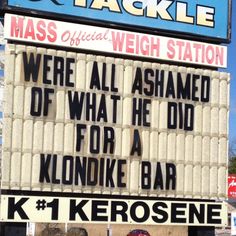 TACKLE
MASS Official WEIGH STATION
WERE ALL ASHAMED
OF WHAT HE DID
FOR A
KLONDIKE BAR
K #1 KEROSENE